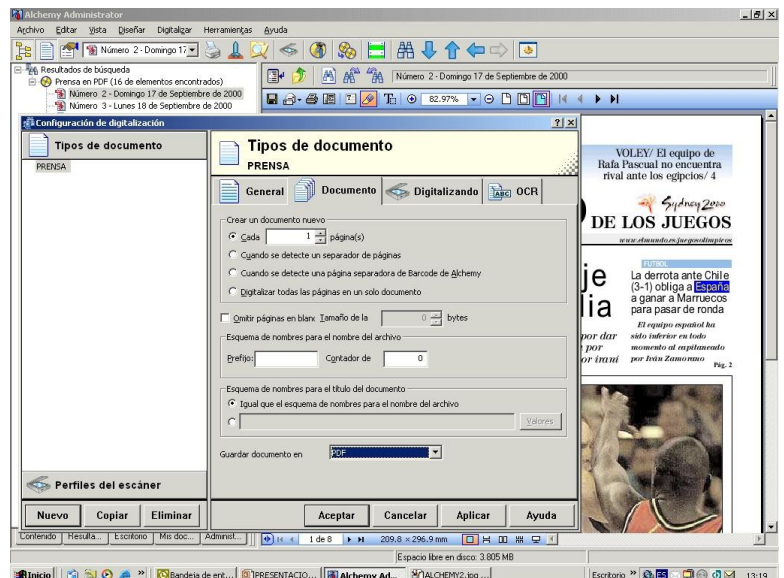 Alchemy Administrator
Archivo Editar Vista Diseñar Digitalizar Herramientas Ayuda
Número 2 - Domingo 17
Resultados de búsqueda
Prensa en PDF (16 de elementos encontrados)
Número 2 - Domingo 17 de Septiembre de 2000
Número 3 - Lunes 18 de Septiembre de 2000
Número 2 - Domingo 17 de Septiembre de 2000
82.97%
Configuración de digitalización
Tipos de documento
PRENSA
Tipos de documento
PRENSA
General Documento Digitalizando OCR
Crear un documento nuevo
Cada 1 página(s)
Cuando se detecte un separador de páginas
Cuando se detecte una página separadora de Barcode de Alchemy
Digitalizar todas las páginas en un solo documento
Omitir páginas en blanx Tamaño de la 0 bytes
Esquema de nombres para el nombre del archivo
Prefijo: Contador de 0
Esquema de nombres para el título del documento
Igual que el esquema de nombres para el nombre del archivo
Valores
Guardar documento en PDF
Perfiles del escáner
Nuevo Copiar Eliminar
Aceptar Cancelar Aplicar Ayuda
VOLEY/ El equipo de
Rafa Pascual no encuentra
rival ante los egipcios/ 4
Sydney 2000
DE LOS JUEGOS
www.elmundo.es/juegosolimpicos
FUTBOL
je
lia
La derrota ante Chile
(3-1) obliga a España
a ganar a Marruecos
para pasar de ronda
El equipo español ha
sido inferior en todo
momento al capitaneado
por Iván Zamorano
Pág. 2
por dar
por
or iraní
Contenido Resulta... Escritorio Mis doc... Administ...
1 de 8 209.8 x 296.9 mm
Espacio libre en disco: 3.805 MB
Inicio Bandeja de ent... PRESENTACIO... Alchemy Ad... ALCHEMY2.jpg ... Escritorio ES 13:19